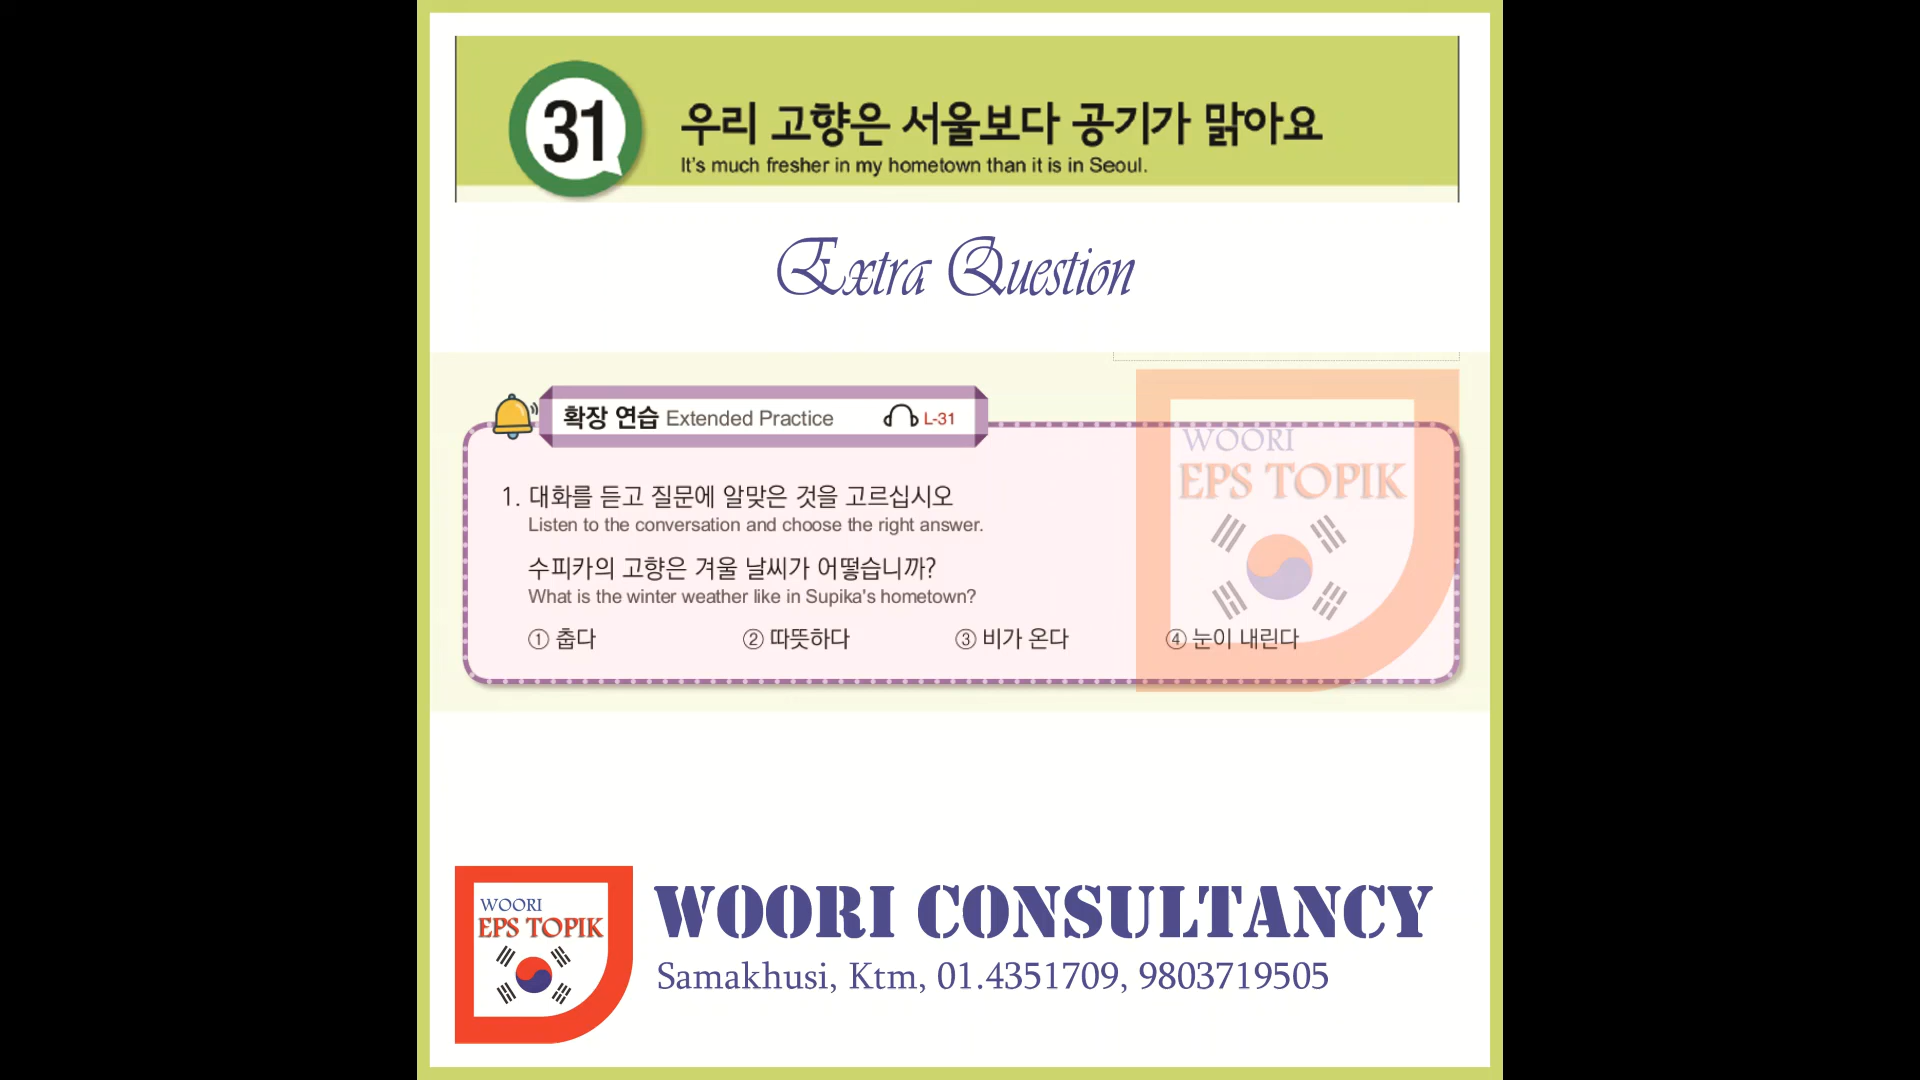 31
우리 고향은 서울보다 공기가 맑아요
It's much fresher in my hometown than it is in Seoul.
Extra Question
확장 연습 Extended Practice L-31
WOORI
EPS TOPIK
1. 대화를 듣고 질문에 알맞은 것을 고르십시오
Listen to the conversation and choose the right answer.
수피카의 고향은 겨울 날씨가 어떻습니까?
What is the winter weather like in Supika's hometown?
① 춥다 ② 따뜻하다 ③ 비가 온다 ④ 눈이 내린다
WOORI
EPS TOPIK
WOORI CONSULTANCY
Samakhusi, Ktm, 01.4351709, 9803719505